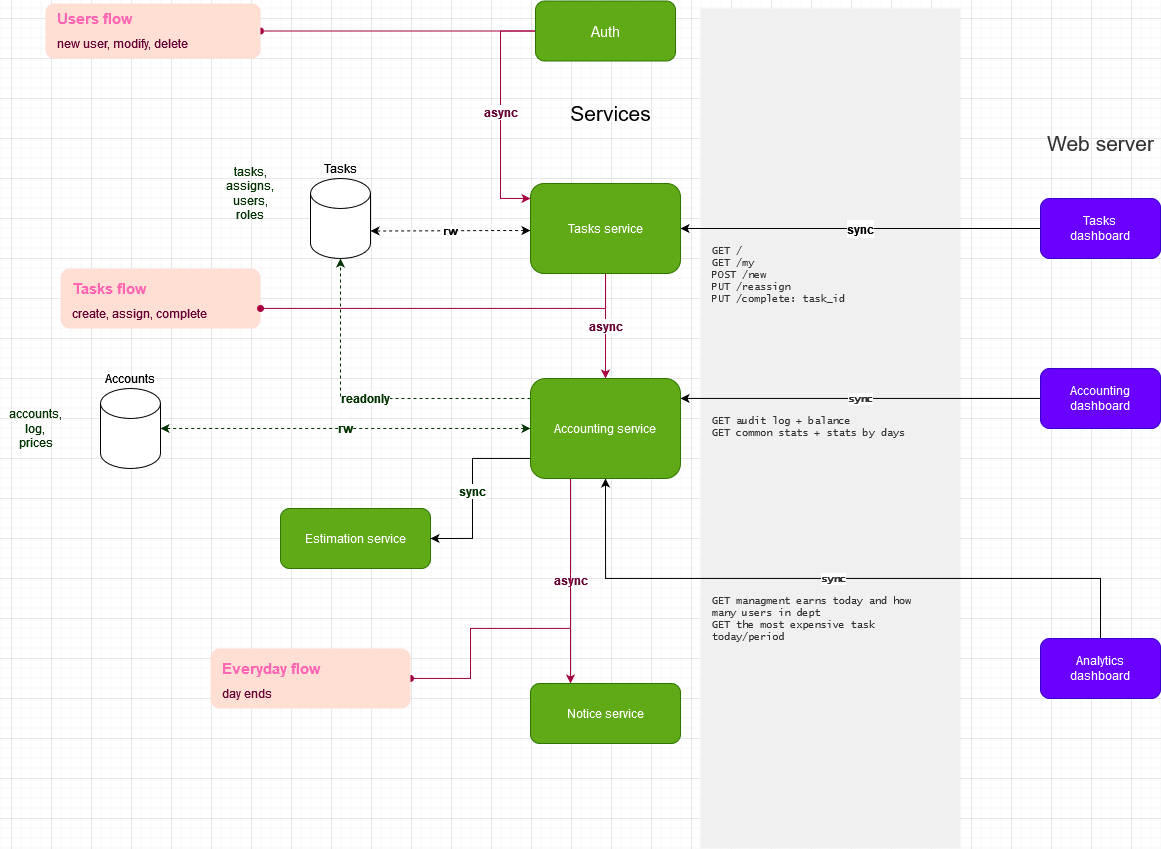 Users flow
new user, modify, delete
Auth
async
Services
Web server
Tasks
tasks,
assigns,
users,
roles
rw
Tasks service
sync
Tasks
dashboard
GET /
GET /my
POST /new
PUT /reassign
PUT /complete: task_id
Tasks flow
create, assign, complete
async
Accounts
accounts,
log,
prices
readonly
rw
Accounting service
sync
Accounting
dashboard
GET audit log + balance
GET common stats + stats by days
sync
Estimation service
async
sync
GET managment earns today and how
many users in dept
GET the most expensive task
today/period
Analytics
dashboard
Everyday flow
day ends
Notice service